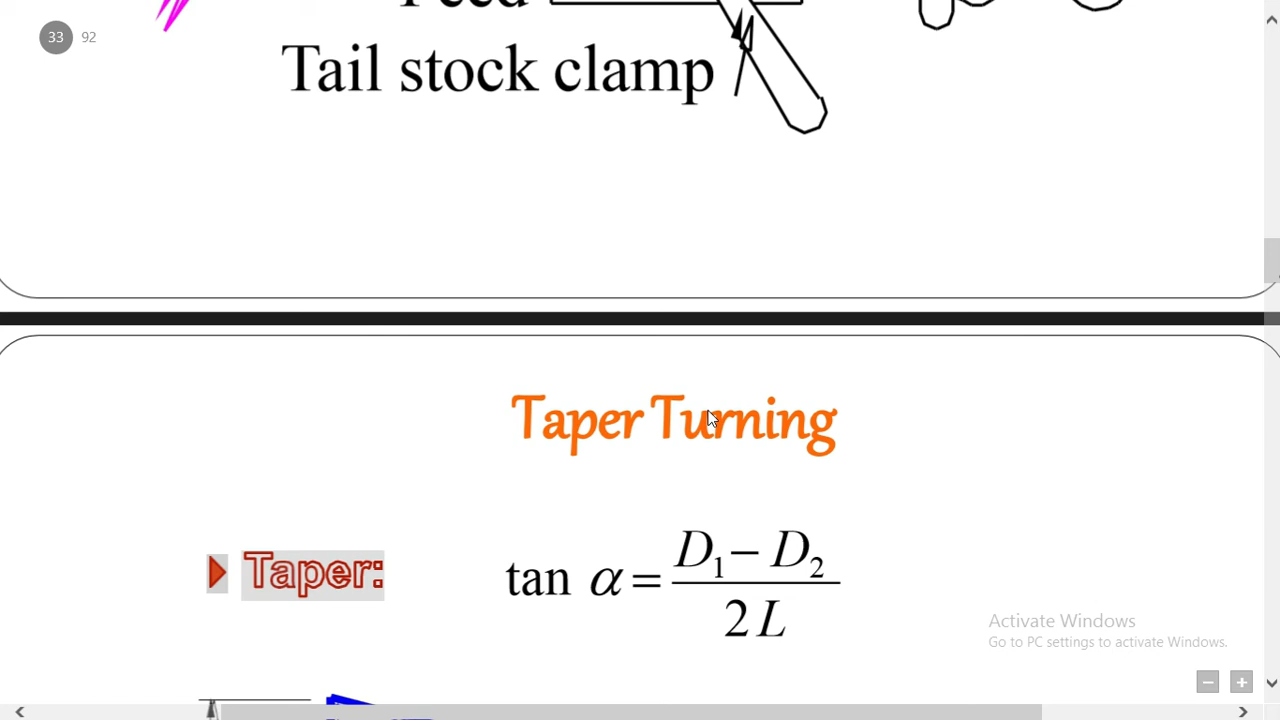 33 92
Tail stock clamp
Taper Turning
Taper:
tan α = D₁ − D₂ / 2 L
Activate Windows
Go to PC settings to activate Windows.